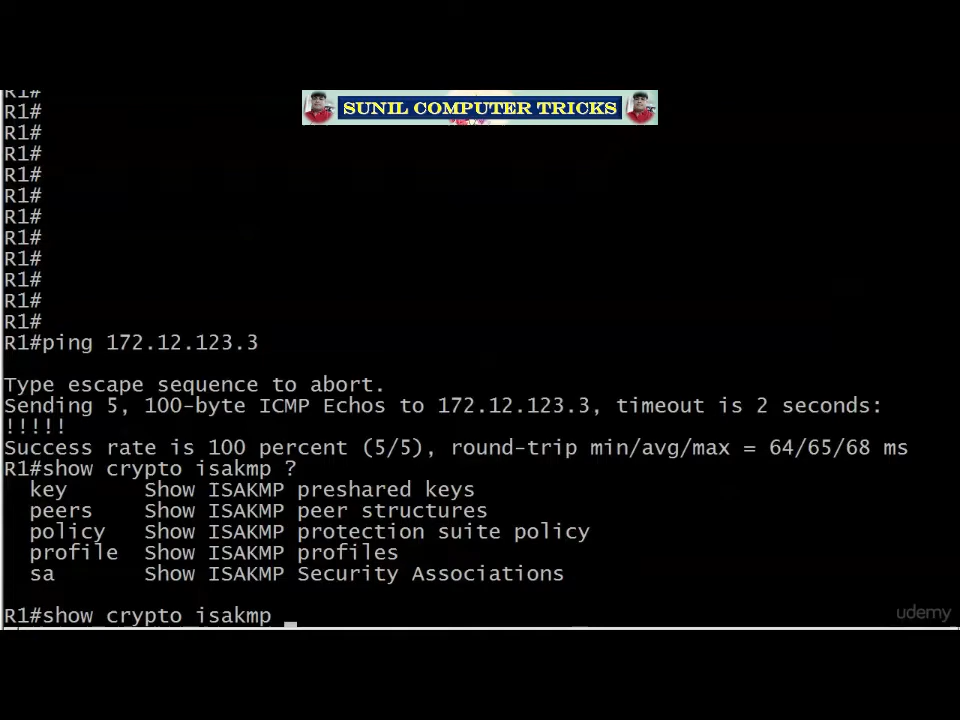 R1#
SUNIL COMPUTER TRICKS
R1#
R1#
R1#
R1#
R1#
R1#
R1#
R1#
R1#
R1#
R1#
R1#ping 172.12.123.3
Type escape sequence to abort.
Sending 5, 100-byte ICMP Echos to 172.12.123.3, timeout is 2 seconds:
!!!!!
Success rate is 100 percent (5/5), round-trip min/avg/max = 64/65/68 ms
R1#show crypto isakmp ?
key Show ISAKMP preshared keys
peers Show ISAKMP peer structures
policy Show ISAKMP protection suite policy
profile Show ISAKMP profiles
sa Show ISAKMP Security Associations
R1#show crypto isakmp _
udemy